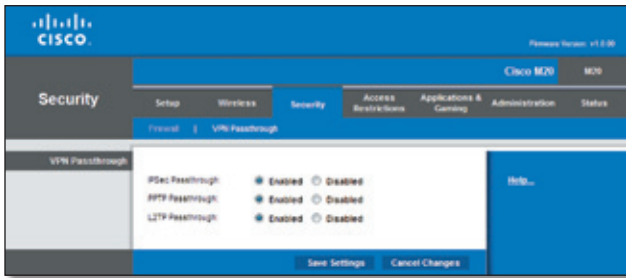 CISCO
Firmware Version: v1.0.00
Cisco M20 M20
Security
Setup Wireless Security Access Restrictions Applications & Gaming Administration Status
Firewall | VPN Passthrough
VPN Passthrough
IPSec Passthrough: Enabled Disabled
PPTP Passthrough: Enabled Disabled
L2TP Passthrough: Enabled Disabled
Help...
Save Settings Cancel Changes